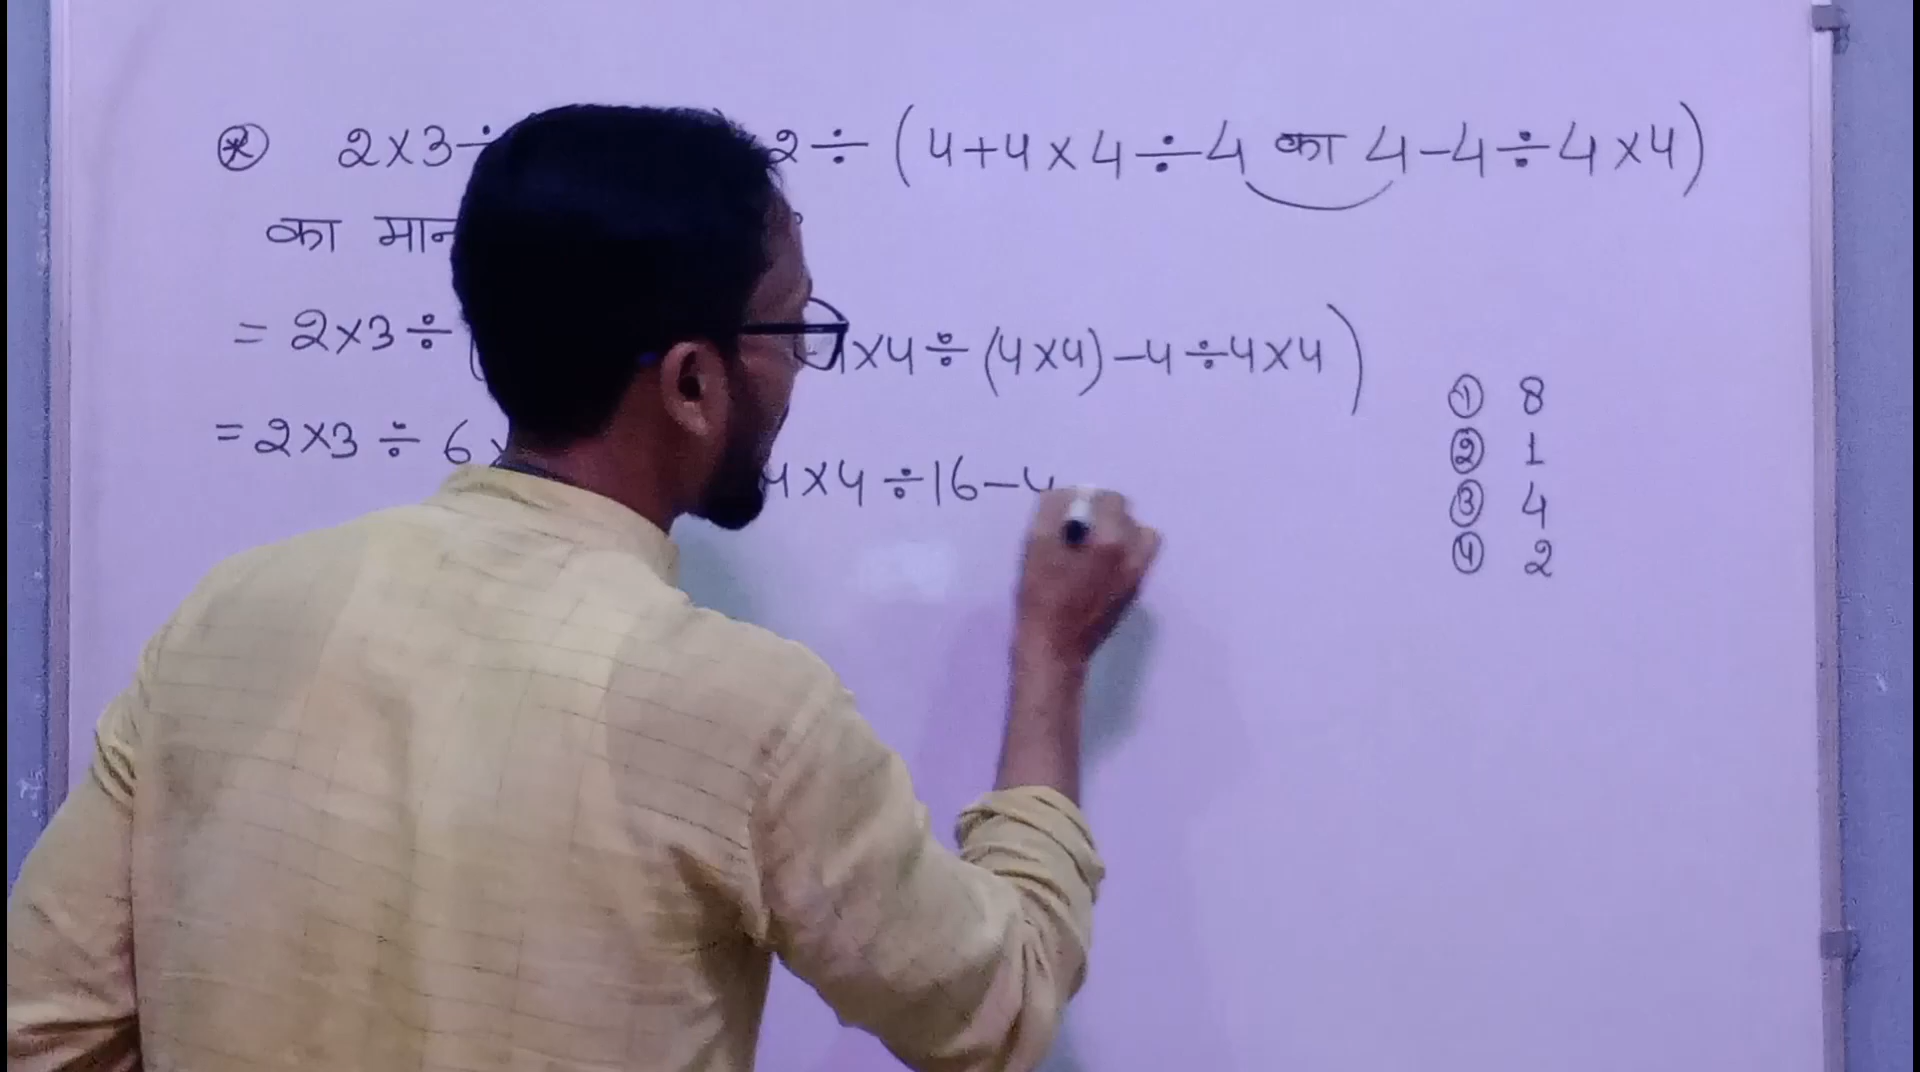 * 2×3÷ 2÷(4+4×4÷4 का 4-4÷4×4)
का मान
= 2×3÷ ×4÷(4×4)-4÷4×4)
= 2×3÷6 4×4÷16-4
① 8
② 1
③ 4
④ 2